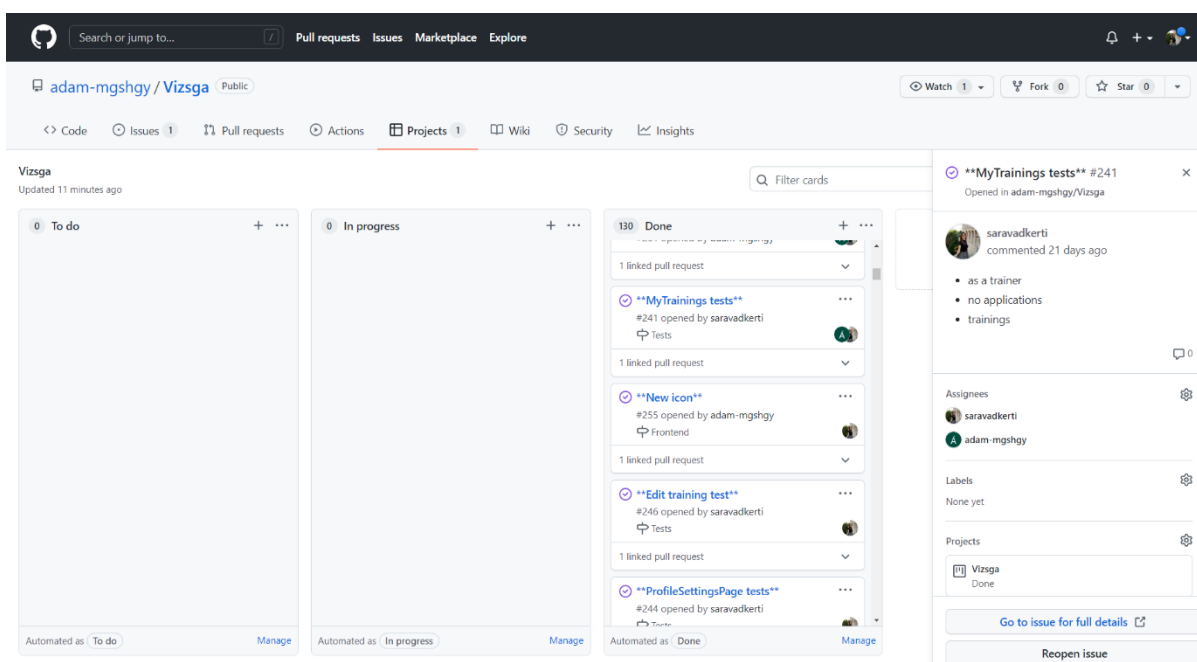 Search or jump to... /
Pull requests Issues Marketplace Explore
adam-mgshgy / Vizsga Public
Watch 1 Fork 0 Star 0
Code Issues 1 Pull requests Actions Projects 1 Wiki Security Insights
Vizsga
Updated 11 minutes ago
Filter cards
0 To do
Automated as To do Manage
0 In progress
Automated as In progress Manage
130 Done
1 linked pull request
**MyTrainings tests**
#241 opened by saravadkerti
Tests
1 linked pull request
**New icon**
#255 opened by adam-mgshgy
Frontend
1 linked pull request
**Edit training test**
#246 opened by saravadkerti
Tests
1 linked pull request
**ProfileSettingsPage tests**
#244 opened by saravadkerti
Tests
Automated as Done Manage
**MyTrainings tests** #241
Opened in adam-mgshgy/Vizsga
saravadkerti
commented 21 days ago
• as a trainer
• no applications
• trainings
0
Assignees
saravadkerti
adam-mgshgy
Labels
None yet
Projects
Vizsga
Done
Go to issue for full details
Reopen issue